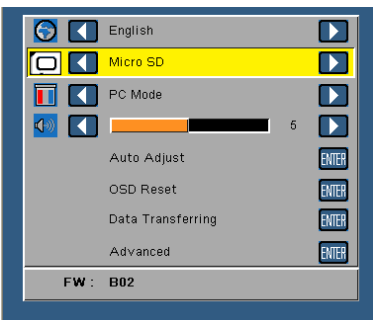 English
Micro SD
PC Mode
5
Auto Adjust ENTER
OSD Reset ENTER
Data Transferring ENTER
Advanced ENTER
FW : B02